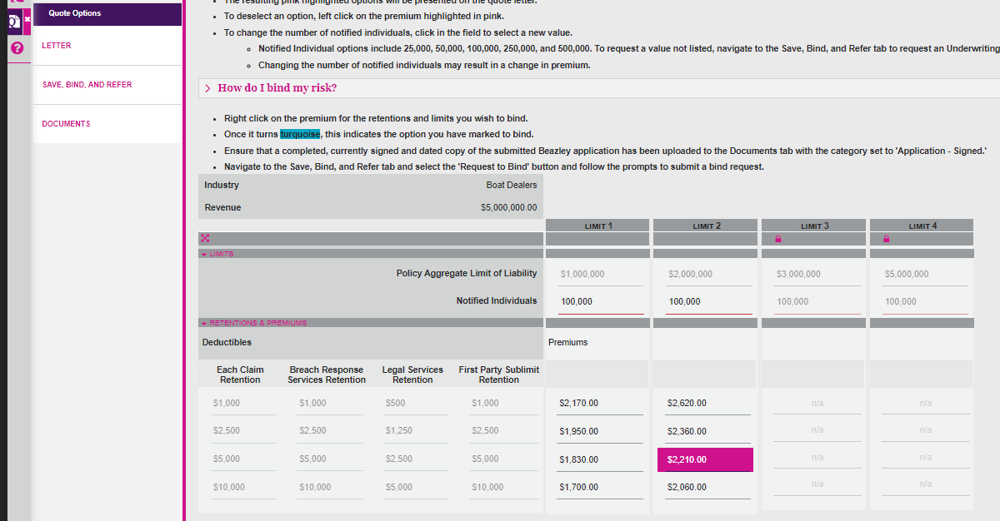 Quote Options
LETTER
SAVE, BIND, AND REFER
DOCUMENTS
The resulting pink highlighted options will be presented on the quote letter.
To deselect an option, left click on the premium highlighted in pink.
To change the number of notified individuals, click in the field to select a new value.
Notified Individual options include 25,000, 50,000, 100,000, 250,000, and 500,000. To request a value not listed, navigate to the Save, Bind, and Refer tab to request an Underwriting
Changing the number of notified individuals may result in a change in premium.
How do I bind my risk?
Right click on the premium for the retentions and limits you wish to bind.
Once it turns turquoise, this indicates the option you have marked to bind.
Ensure that a completed, currently signed and dated copy of the submitted Beazley application has been uploaded to the Documents tab with the category set to 'Application - Signed.'
Navigate to the Save, Bind, and Refer tab and select the 'Request to Bind' button and follow the prompts to submit a bind request.
Industry Boat Dealers
Revenue $5,000,000.00
LIMIT 1 LIMIT 2 LIMIT 3 LIMIT 4
LIMITS
Policy Aggregate Limit of Liability $1,000,000 $2,000,000 $3,000,000 $5,000,000
Notified Individuals 100,000 100,000 100,000 100,000
RETENTIONS & PREMIUMS
Deductibles Premiums
Each Claim Breach Response Legal Services First Party Sublimit
Retention Services Retention Retention Retention
$1,000 $1,000 $500 $1,000 $2,170.00 $2,620.00 n/a n/a
$2,500 $2,500 $1,250 $2,500 $1,950.00 $2,360.00 n/a n/a
$5,000 $5,000 $2,500 $5,000 $1,830.00 $2,210.00 n/a n/a
$10,000 $10,000 $5,000 $10,000 $1,700.00 $2,060.00 n/a n/a